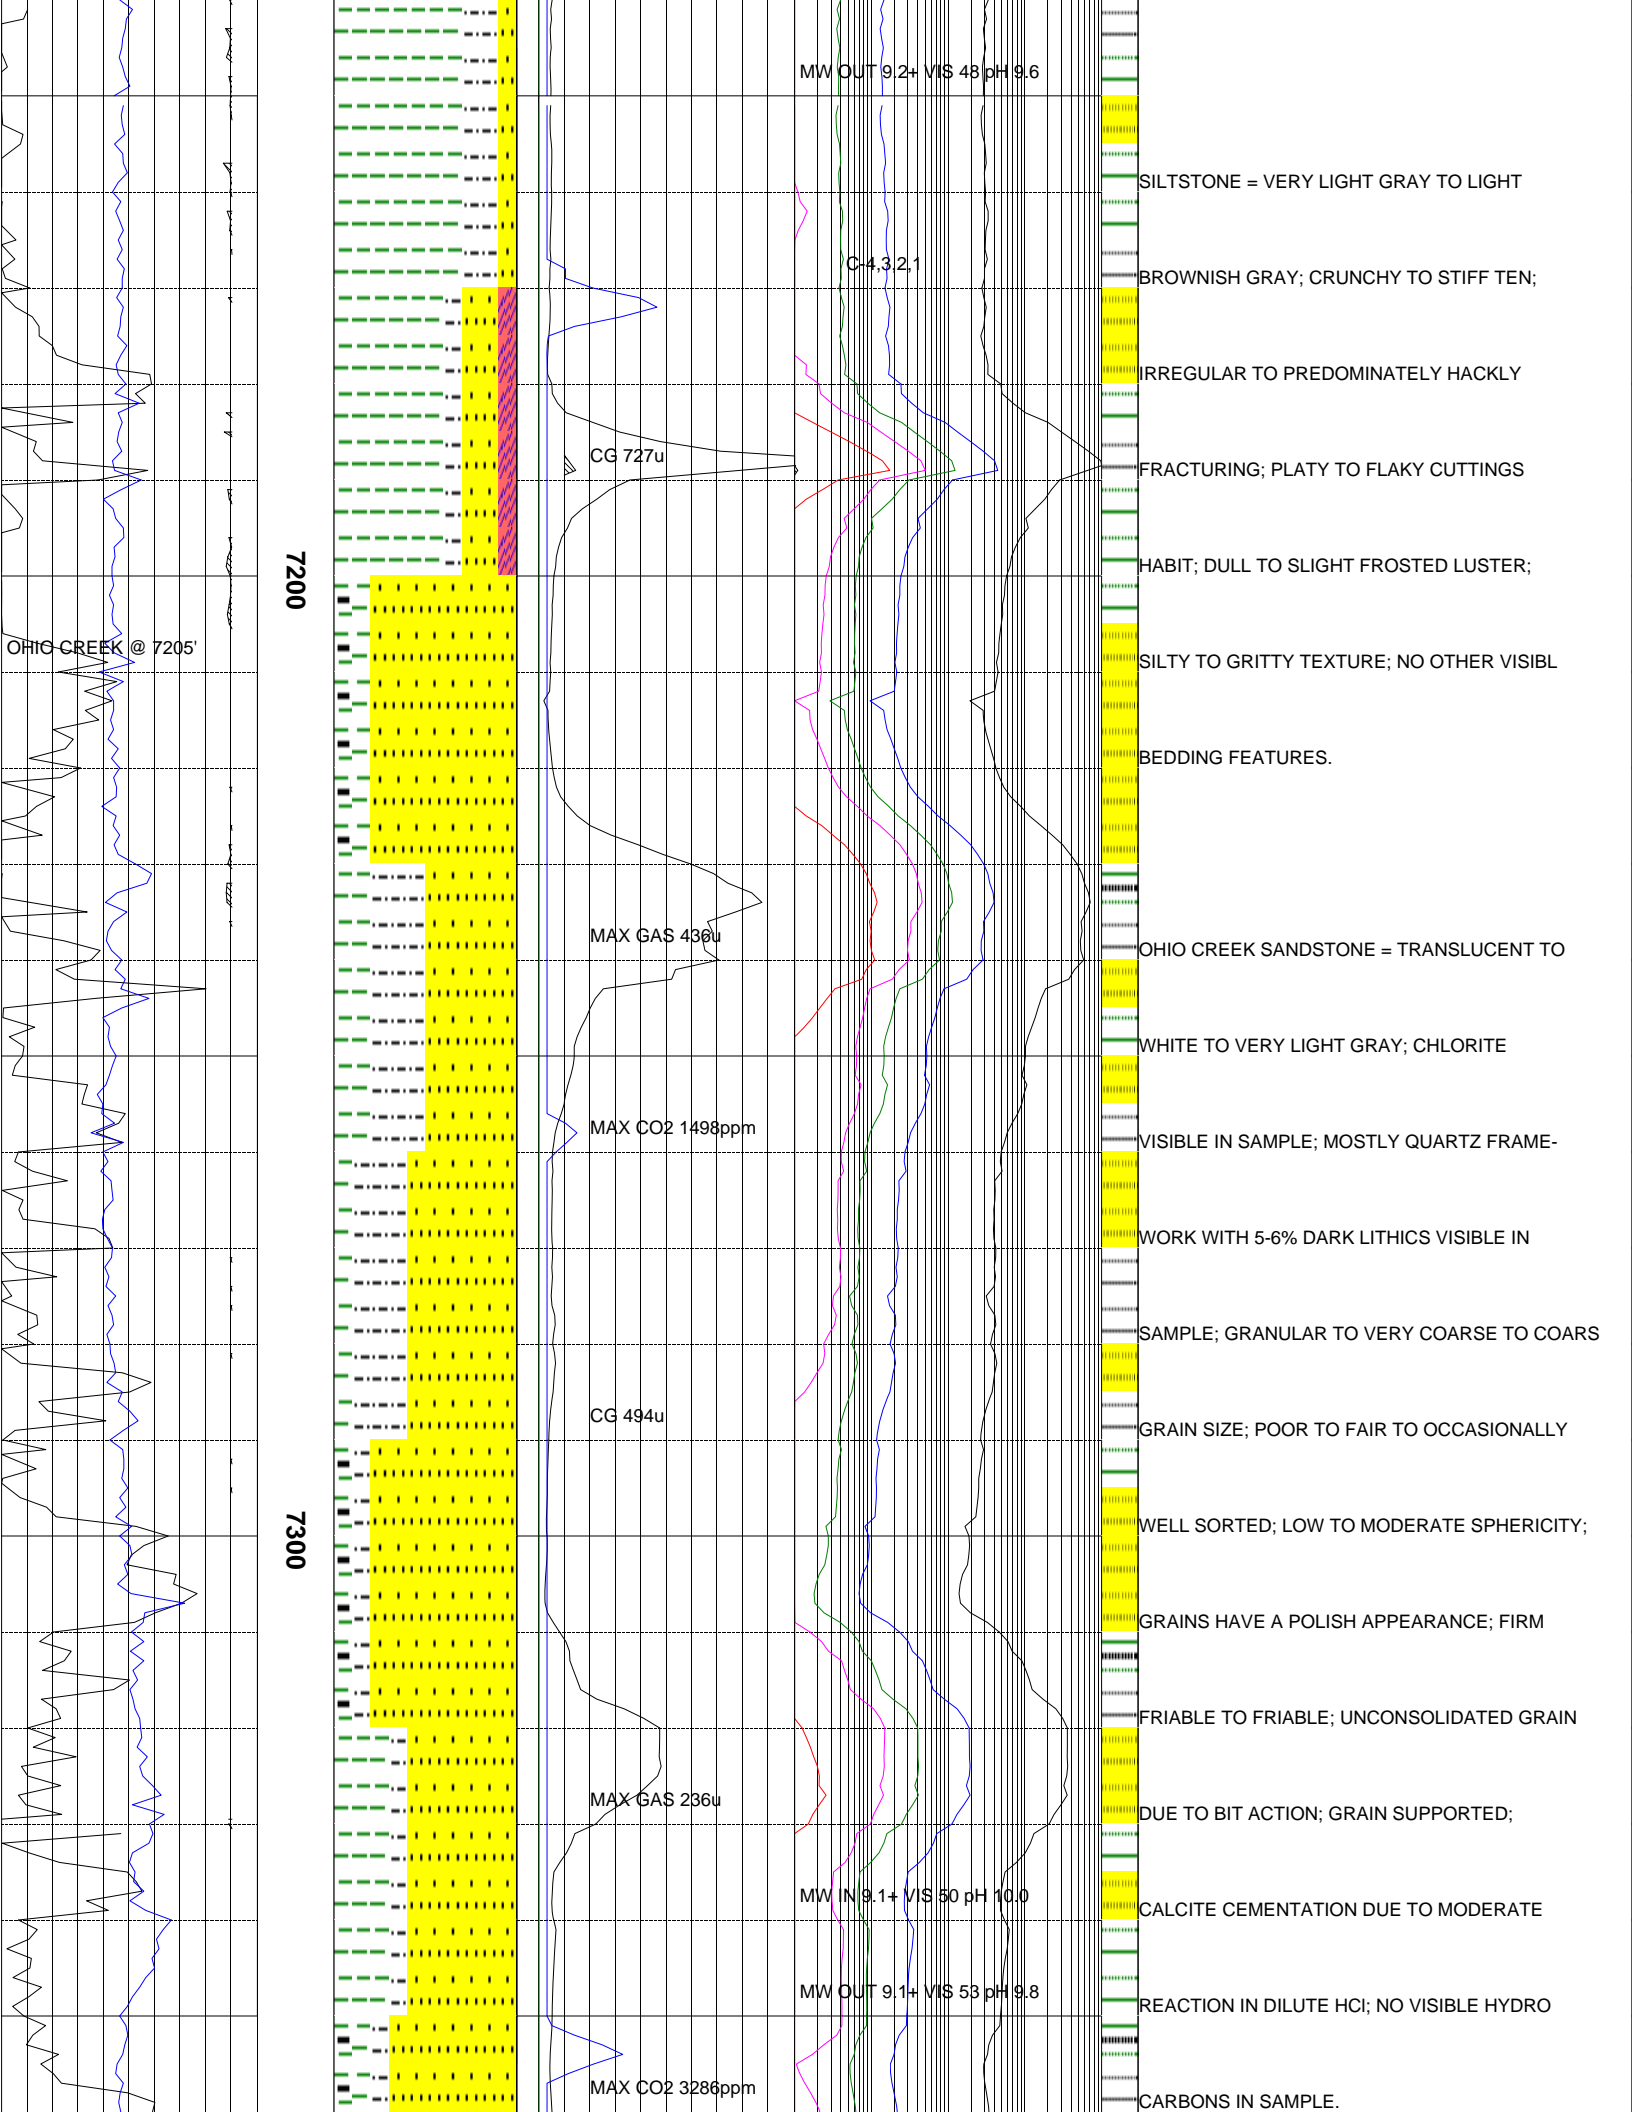 MW OUT 9.2+ VIS 48 pH 9.6
SILTSTONE = VERY LIGHT GRAY TO LIGHT
C-4,3,2,1
BROWNISH GRAY; CRUNCHY TO STIFF TEN;
IRREGULAR TO PREDOMINATELY HACKLY
CG 727u
FRACTURING; PLATY TO FLAKY CUTTINGS
HABIT; DULL TO SLIGHT FROSTED LUSTER;
7200
OHIO CREEK @ 7205'
SILTY TO GRITTY TEXTURE; NO OTHER VISIBL
BEDDING FEATURES.
MAX GAS 436u
OHIO CREEK SANDSTONE = TRANSLUCENT TO
WHITE TO VERY LIGHT GRAY; CHLORITE
MAX CO2 1498ppm
VISIBLE IN SAMPLE; MOSTLY QUARTZ FRAME-
WORK WITH 5-6% DARK LITHICS VISIBLE IN
SAMPLE; GRANULAR TO VERY COARSE TO COARS
CG 494u
GRAIN SIZE; POOR TO FAIR TO OCCASIONALLY
WELL SORTED; LOW TO MODERATE SPHERICITY;
7300
GRAINS HAVE A POLISH APPEARANCE; FIRM
FRIABLE TO FRIABLE; UNCONSOLIDATED GRAIN
MAX GAS 236u
DUE TO BIT ACTION; GRAIN SUPPORTED;
MW IN 9.1+ VIS 50 pH 10.0
CALCITE CEMENTATION DUE TO MODERATE
MW OUT 9.1+ VIS 53 pH 9.8
REACTION IN DILUTE HCl; NO VISIBLE HYDRO
MAX CO2 3286ppm
CARBONS IN SAMPLE.